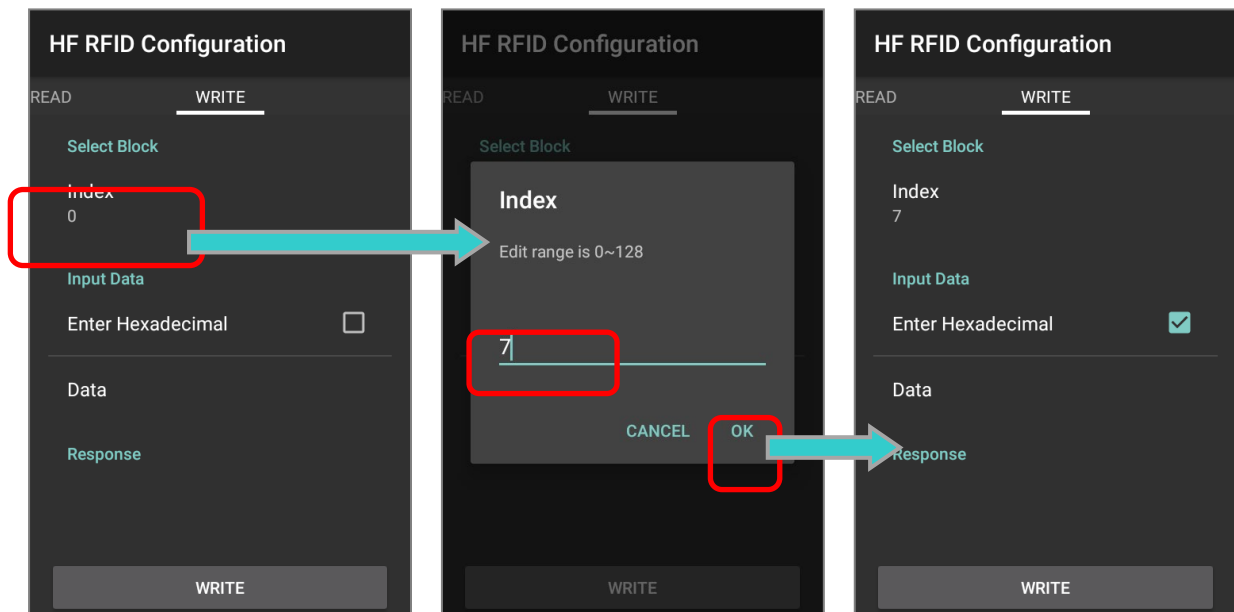 HF RFID Configuration
READ WRITE
Select Block
Index
0
Input Data
Enter Hexadecimal
Data
Response
WRITE
HF RFID Configuration
READ WRITE
Select Block
Index
Edit range is 0~128
7
CANCEL OK
WRITE
HF RFID Configuration
READ WRITE
Select Block
Index
7
Input Data
Enter Hexadecimal
Data
Response
WRITE